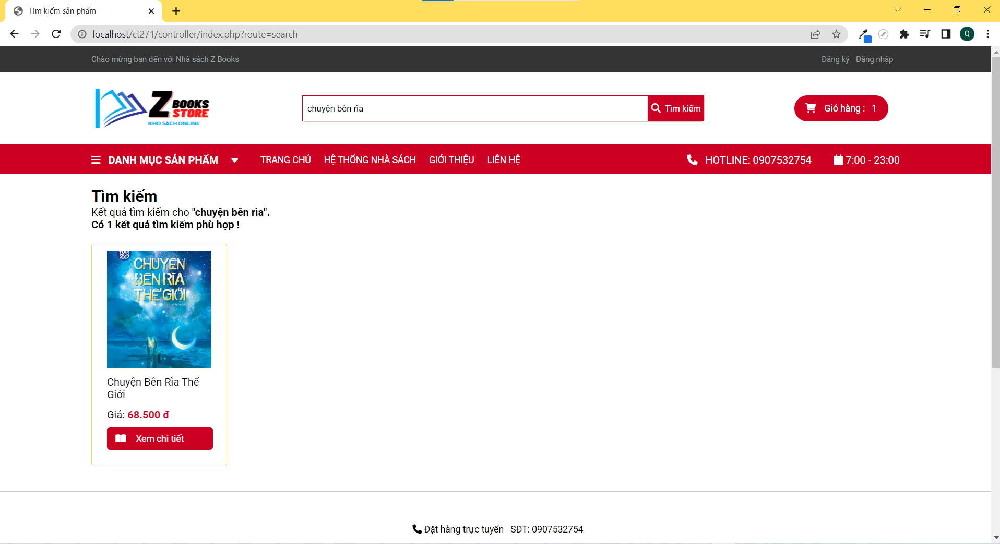 Tìm kiếm sản phẩm
localhost/ct271/controller/index.php?route=search
Q
Chào mừng bạn đến với Nhà sách Z Books
Đăng ký Đăng nhập
Z BOOKS STORE
KHO SÁCH ONLINE
chuyện bên rìa
Tìm kiếm
Giỏ hàng : 1
DANH MỤC SẢN PHẨM
TRANG CHỦ HỆ THỐNG NHÀ SÁCH GIỚI THIỆU LIÊN HỆ
HOTLINE: 0907532754
7:00 - 23:00
Tìm kiếm
Kết quả tìm kiếm cho "chuyện bên rìa".
Có 1 kết quả tìm kiếm phù hợp !
2.0
CHUYỆN
BÊN RÌA
THẾ GIỚI
Chuyện Bên Rìa Thế
Giới
Giá: 68.500 đ
Xem chi tiết
Đặt hàng trực tuyến SĐT: 0907532754